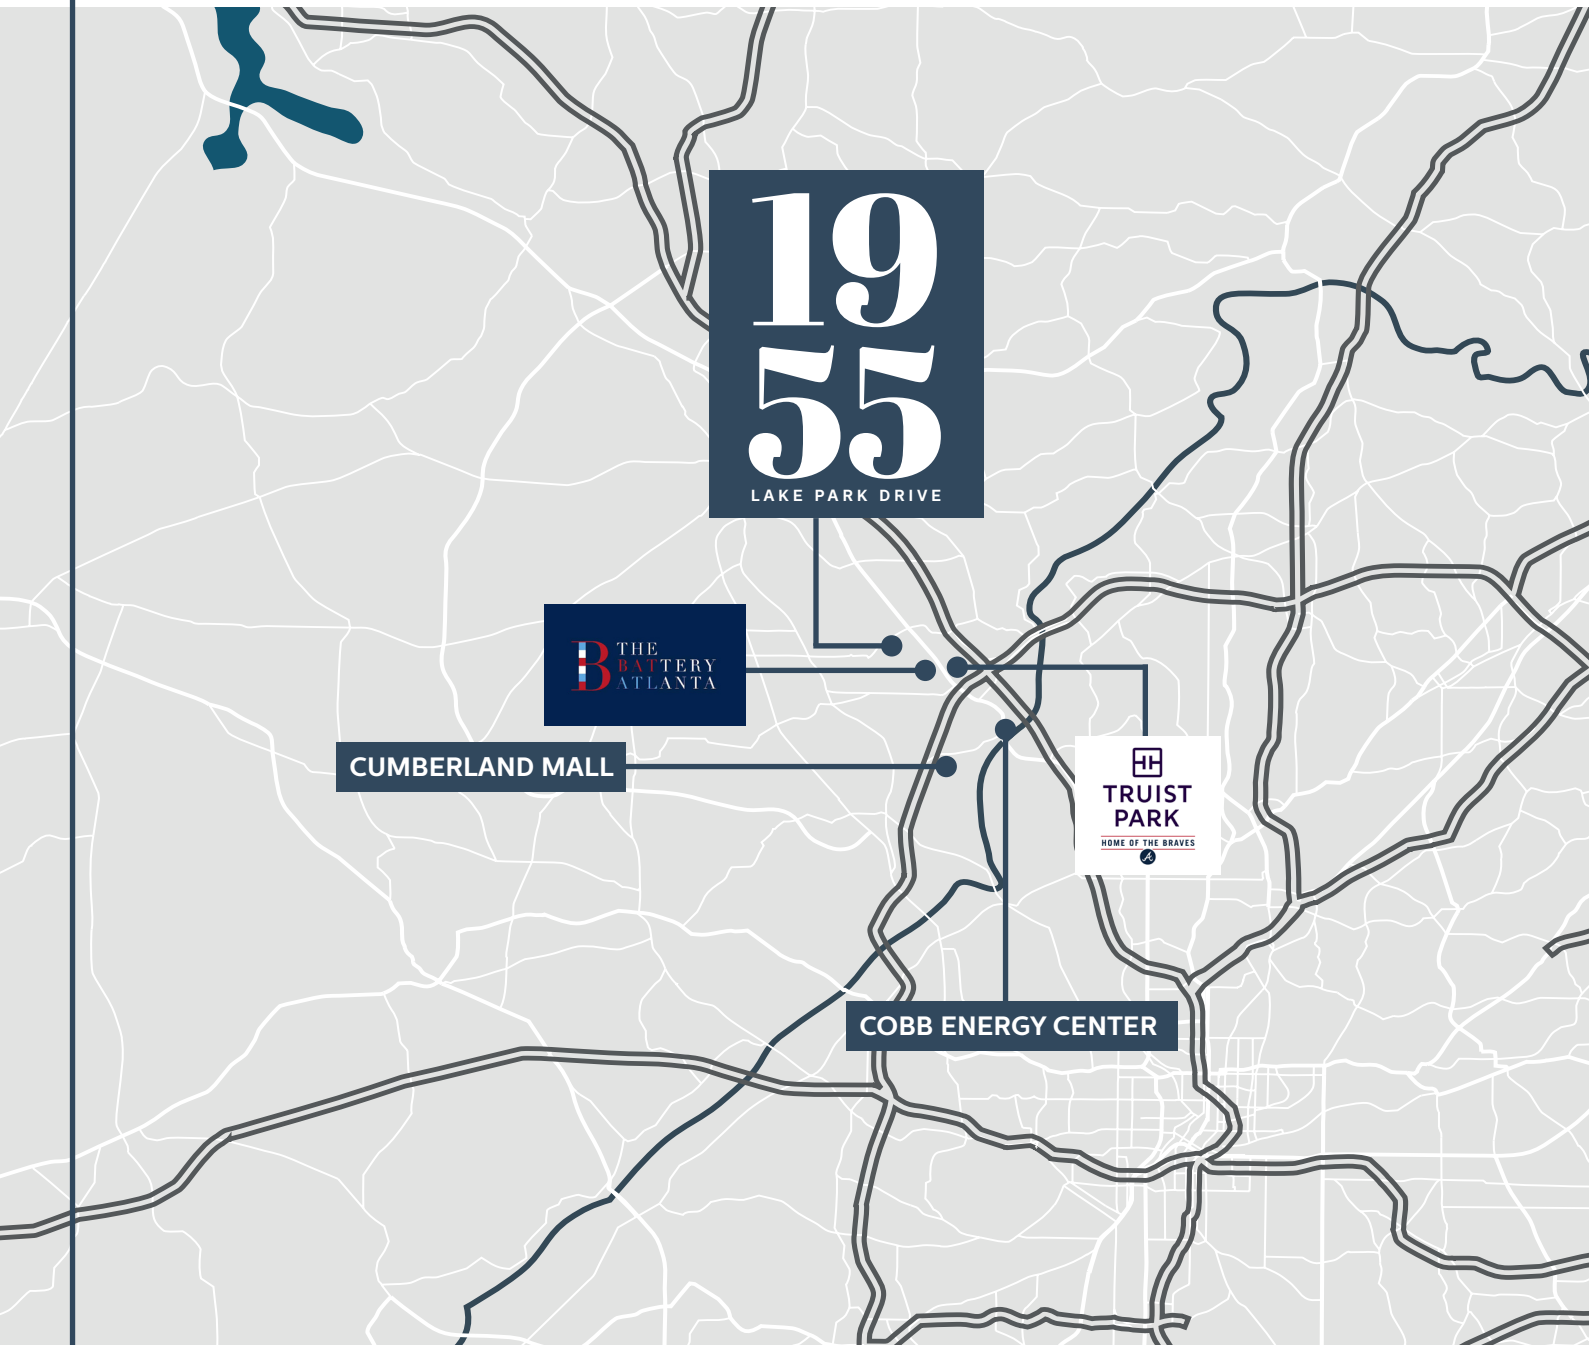 19
55
LAKE PARK DRIVE
B THE
BATTERY
ATLANTA
CUMBERLAND MALL
TRUIST
PARK
HOME OF THE BRAVES
A
COBB ENERGY CENTER